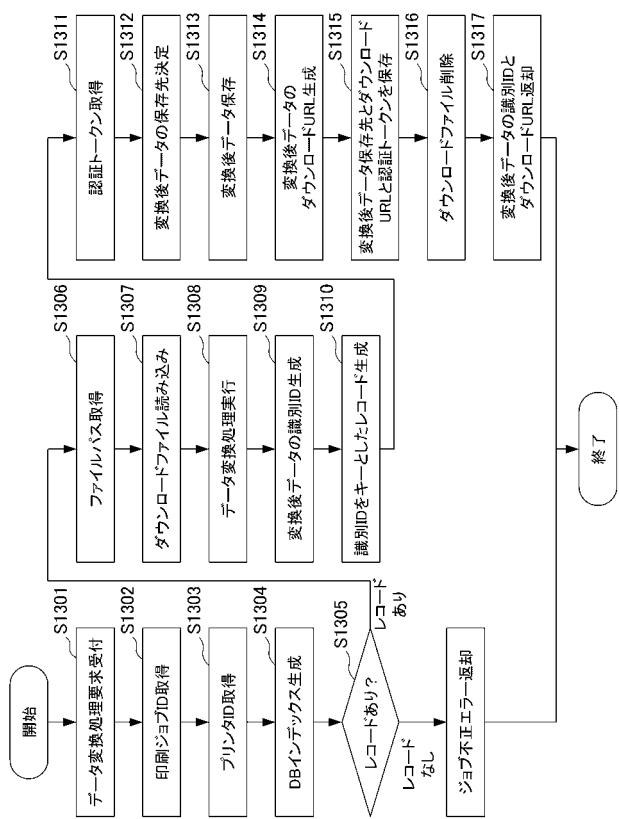 開始
S1301
データ変換処理要求受付
S1302
印刷ジョブID取得
S1303
プリンタID取得
S1304
DBインデックス生成
S1305
レコードあり?
レコード
あり
レコード
なし
ジョブ不正エラー返却
S1306
ファイルパス取得
S1307
ダウンロードファイル読み込み
S1308
データ変換処理実行
S1309
変換後データの識別ID生成
S1310
識別IDをキーとしたレコード生成
S1311
認証トークン取得
S1312
変換後データの保存先決定
S1313
変換後データ保存
S1314
変換後データの
ダウンロードURL生成
S1315
変換後データ保存先とダウンロード
URLと認証トークンを保存
S1316
ダウンロードファイル削除
S1317
変換後データの識別IDと
ダウンロードURL返却
終了